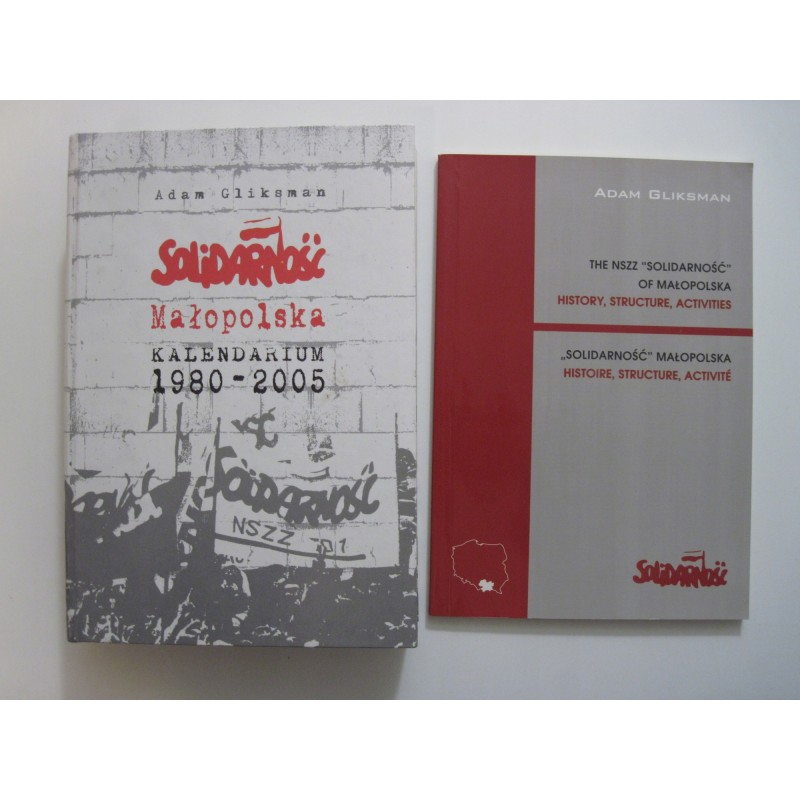 Adam Gliksman
SOLiDARNOŚĆ
Małopolska
KALENDARIUM
1980-2005
ŚĆ
SOLIDARNOŚĆ
NSZZ
ADAM GLIKSMAN
THE NSZZ "SOLIDARNOŚĆ"
OF MAŁOPOLSKA
HISTORY, STRUCTURE, ACTIVITIES
„SOLIDARNOŚĆ" MAŁOPOLSKA
HISTOIRE, STRUCTURE, ACTIVITÉ
SOLiDARNOŚĆ